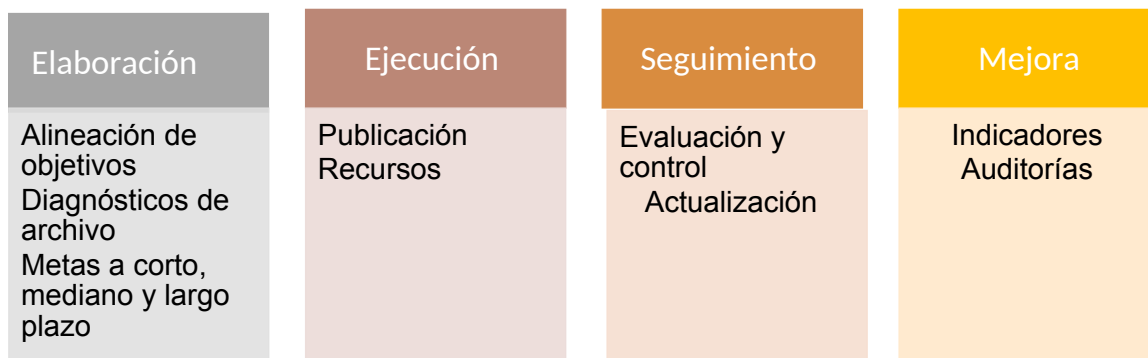 Elaboración
Alineación de
objetivos
Diagnósticos de
archivo
Metas a corto,
mediano y largo
plazo
Ejecución
Publicación
Recursos
Seguimiento
Evaluación y
control
Actualización
Mejora
Indicadores
Auditorías